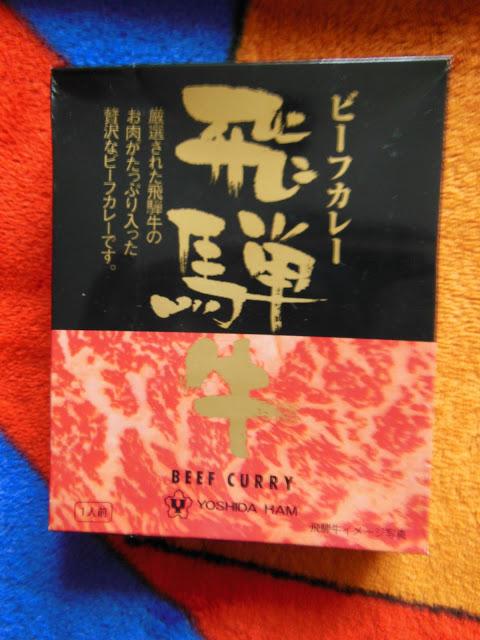 ビーフカレー
飛騨牛
厳選された飛騨牛の
お肉がたっぷり入った
贅沢なビーフカレーです。
BEEF CURRY
YOSHIDA HAM
1人前
飛騨牛イメージ写真